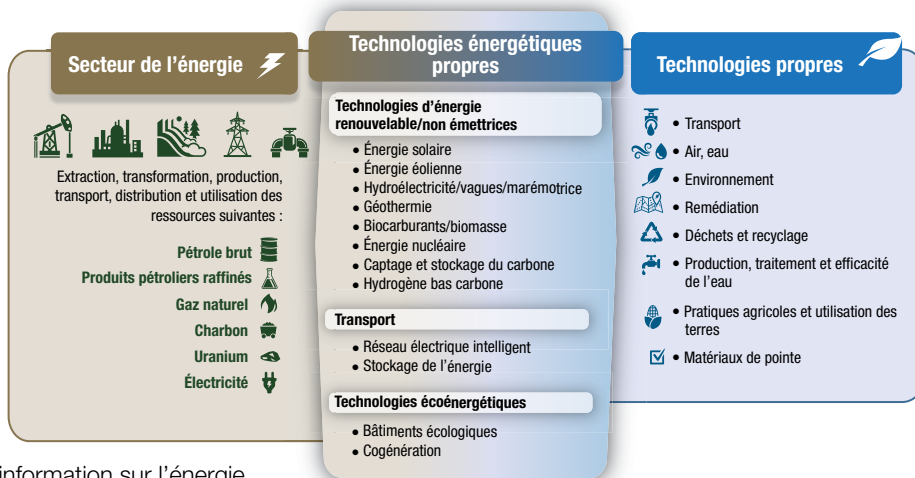 Secteur de l'énergie
Extraction, transformation, production,
transport, distribution et utilisation des
ressources suivantes :
Pétrole brut
Produits pétroliers raffinés
Gaz naturel
Charbon
Uranium
Électricité
Technologies énergétiques
propres
Technologies d'énergie
renouvelable/non émettrices
• Énergie solaire
• Énergie éolienne
• Hydroélectricité/vagues/marémotrice
• Géothermie
• Biocarburants/biomasse
• Énergie nucléaire
• Captage et stockage du carbone
• Hydrogène bas carbone
Transport
• Réseau électrique intelligent
• Stockage de l'énergie
Technologies écoénergétiques
• Bâtiments écologiques
• Cogénération
Technologies propres
• Transport
• Air, eau
• Environnement
• Remédiation
• Déchets et recyclage
• Production, traitement et efficacité
de l'eau
• Pratiques agricoles et utilisation des
terres
• Matériaux de pointe
information sur l'énergie